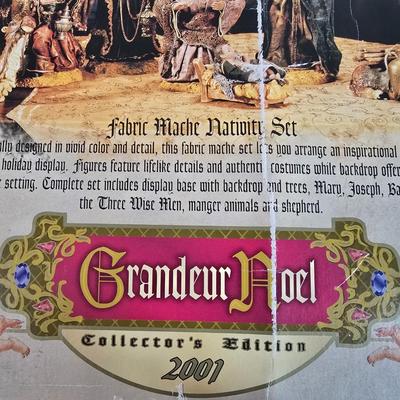 Fabric Mache Nativity Set
designed in vivid color and detail, this fabric mache set lets you arrange an inspirational
holiday display. Figures feature lifelike details and authentic costumes while backdrop offer
setting. Complete set includes display base with backdrop and trees, Mary, Joseph, Ba
the Three Wise Men, manger animals and shepherd.
Grandeur Noel
Collector's Edition
2001